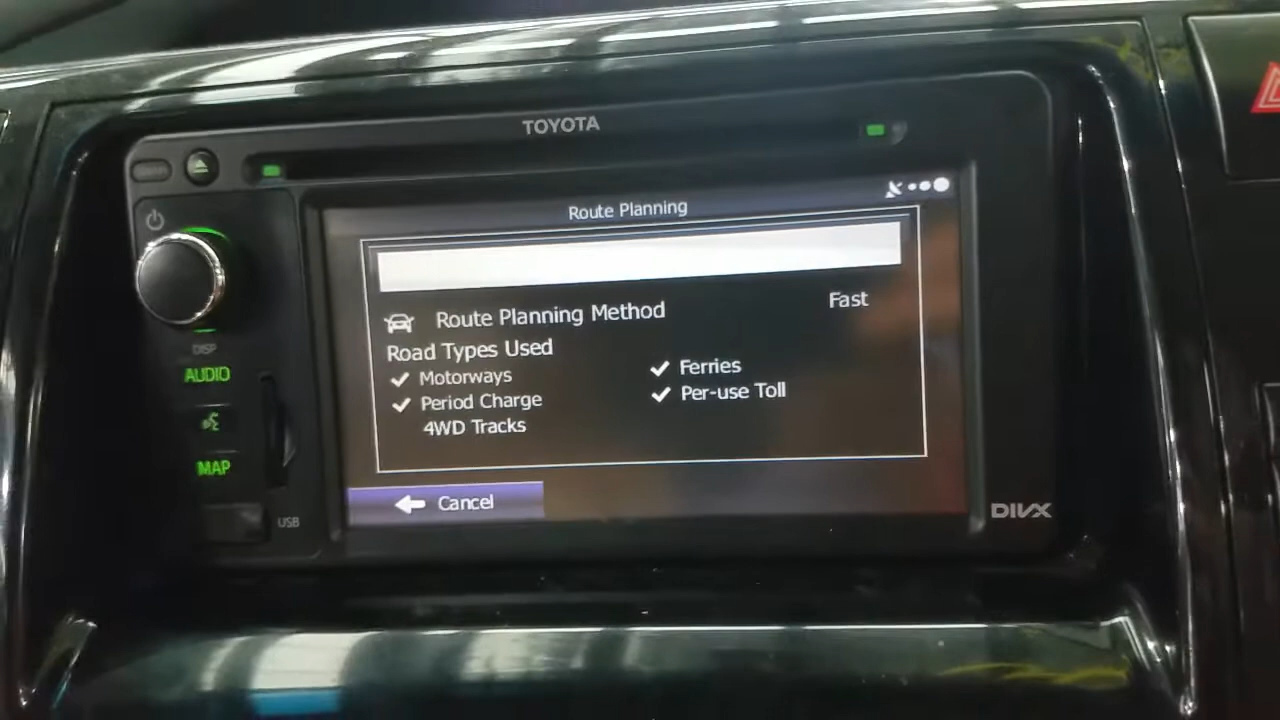 TOYOTA
Route Planning
Route Planning Method Fast
Road Types Used
Motorways Ferries
Period Charge Per-use Toll
4WD Tracks
Cancel
DISP
AUDIO
MAP
USB
DIVX